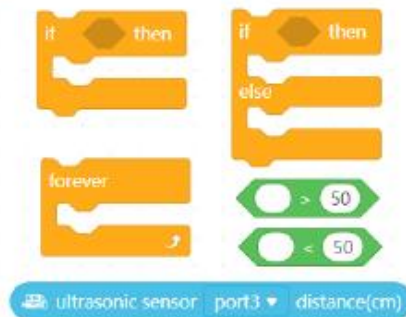 if then
if then
else
forever
> 50
< 50
ultrasonic sensor port3 distance(cm)